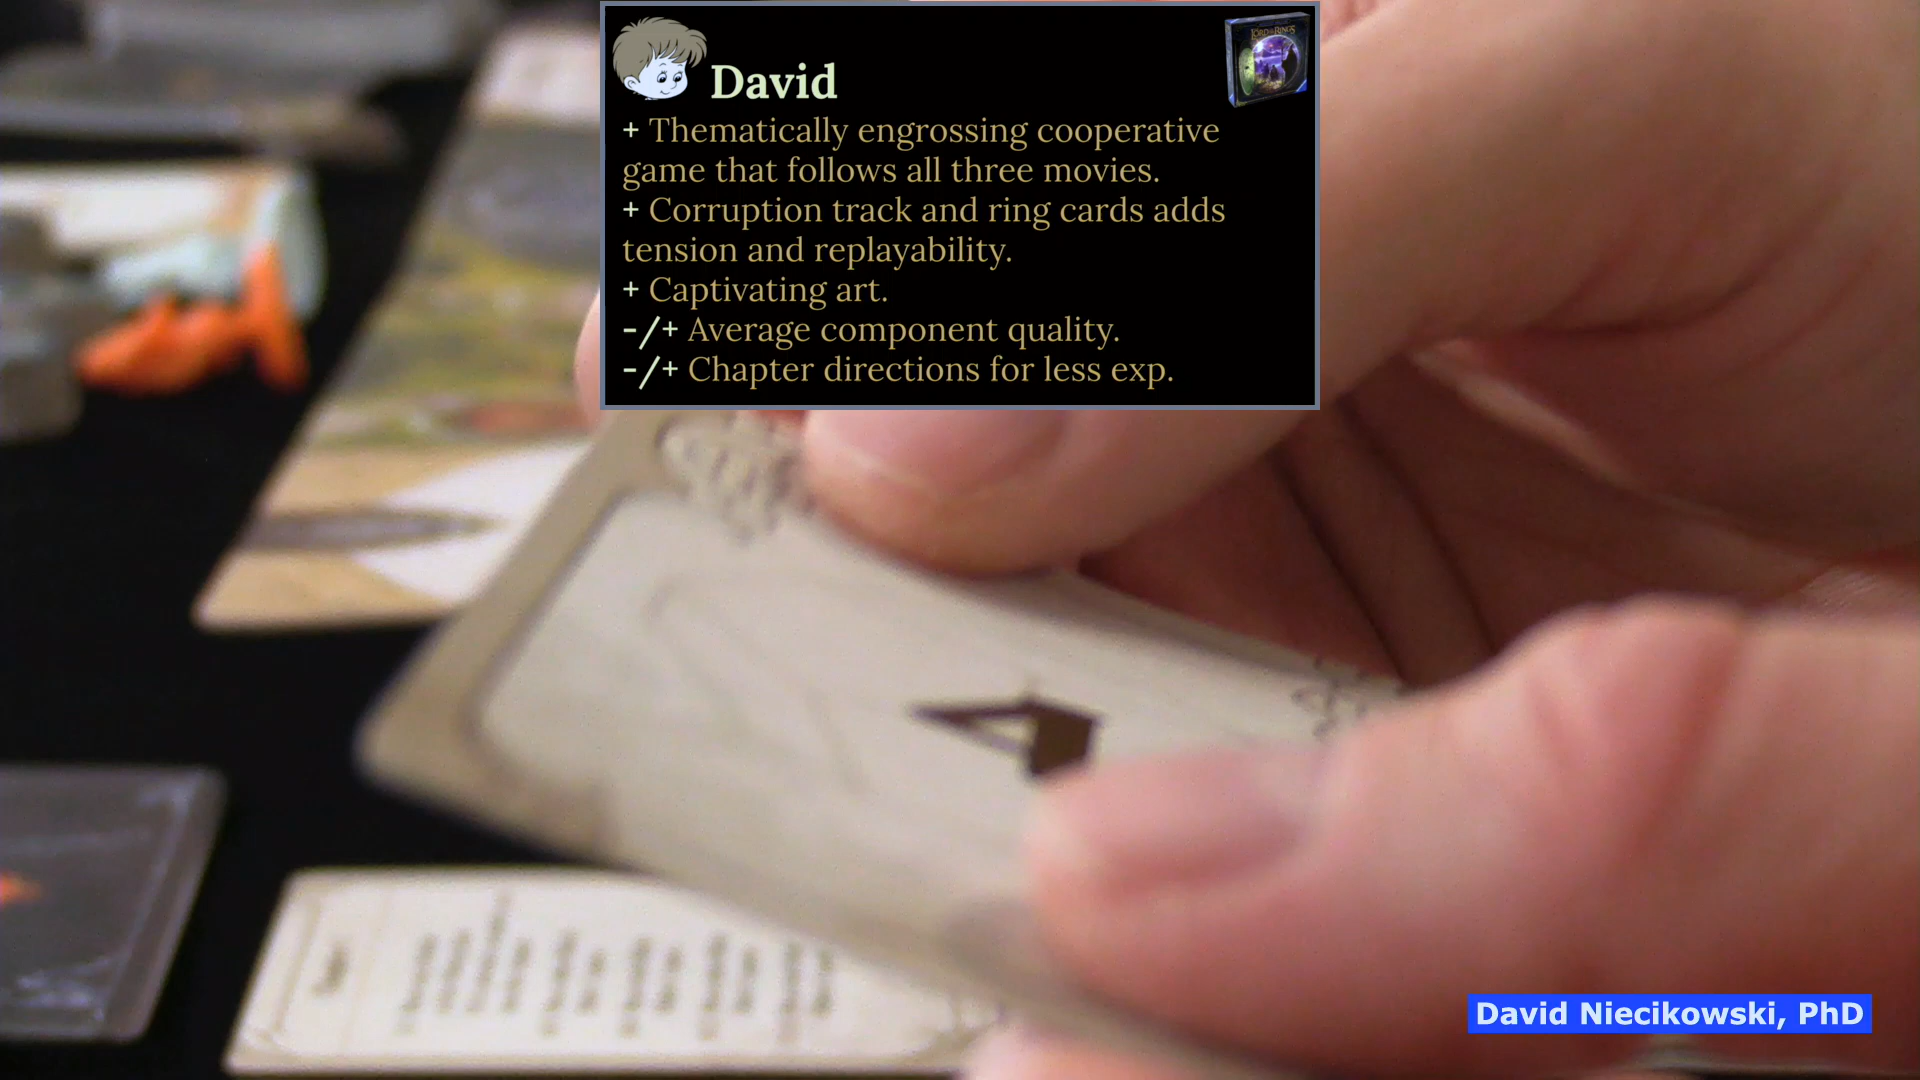 David
+ Thematically engrossing cooperative
game that follows all three movies.
+ Corruption track and ring cards adds
tension and replayability.
+ Captivating art.
-/+ Average component quality.
-/+ Chapter directions for less exp.
David Niecikowski, PhD